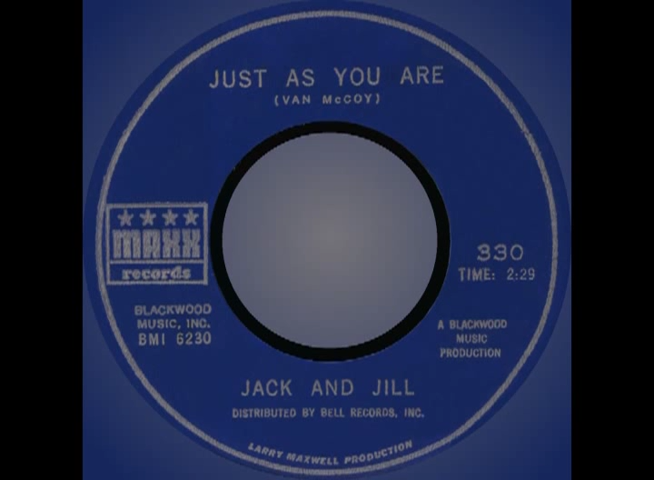 JUST AS YOU ARE
(VAN McCOY)
MAXX
records
330
TIME: 2:29
BLACKWOOD
MUSIC, INC.
BMI 6230
A BLACKWOOD
MUSIC
PRODUCTION
JACK AND JILL
DISTRIBUTED BY BELL RECORDS, INC.
LARRY MAXWELL PRODUCTION